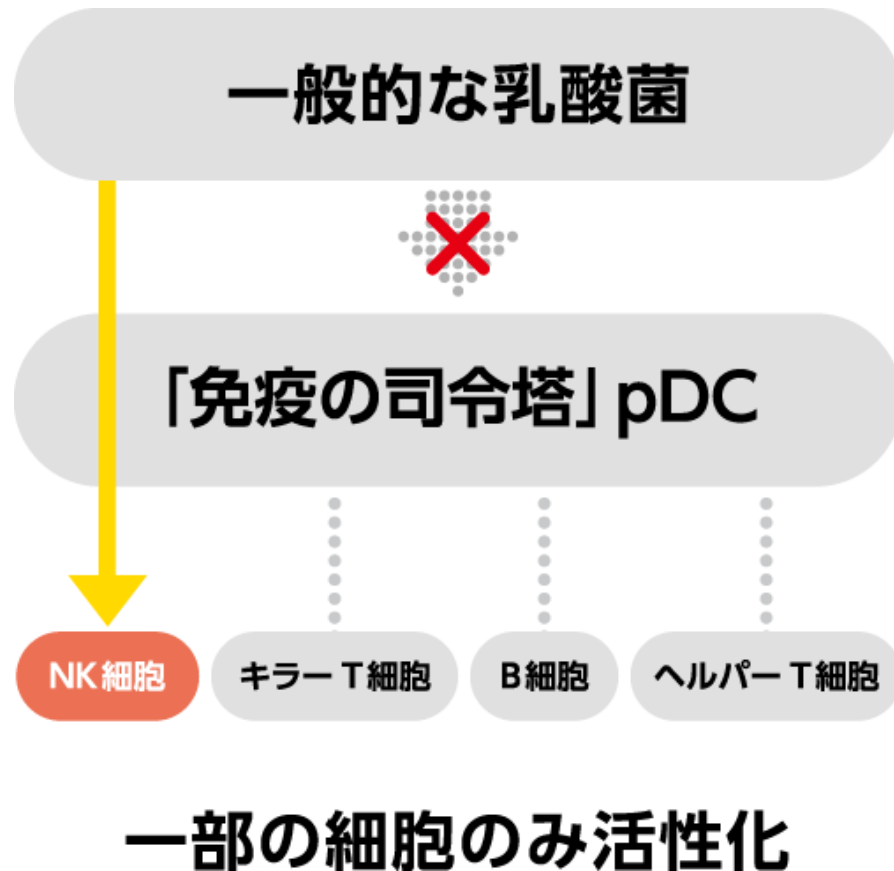 一般的な乳酸菌
「免疫の司令塔」pDC
NK細胞
キラーT細胞
B細胞
ヘルパーT細胞
一部の細胞のみ活性化